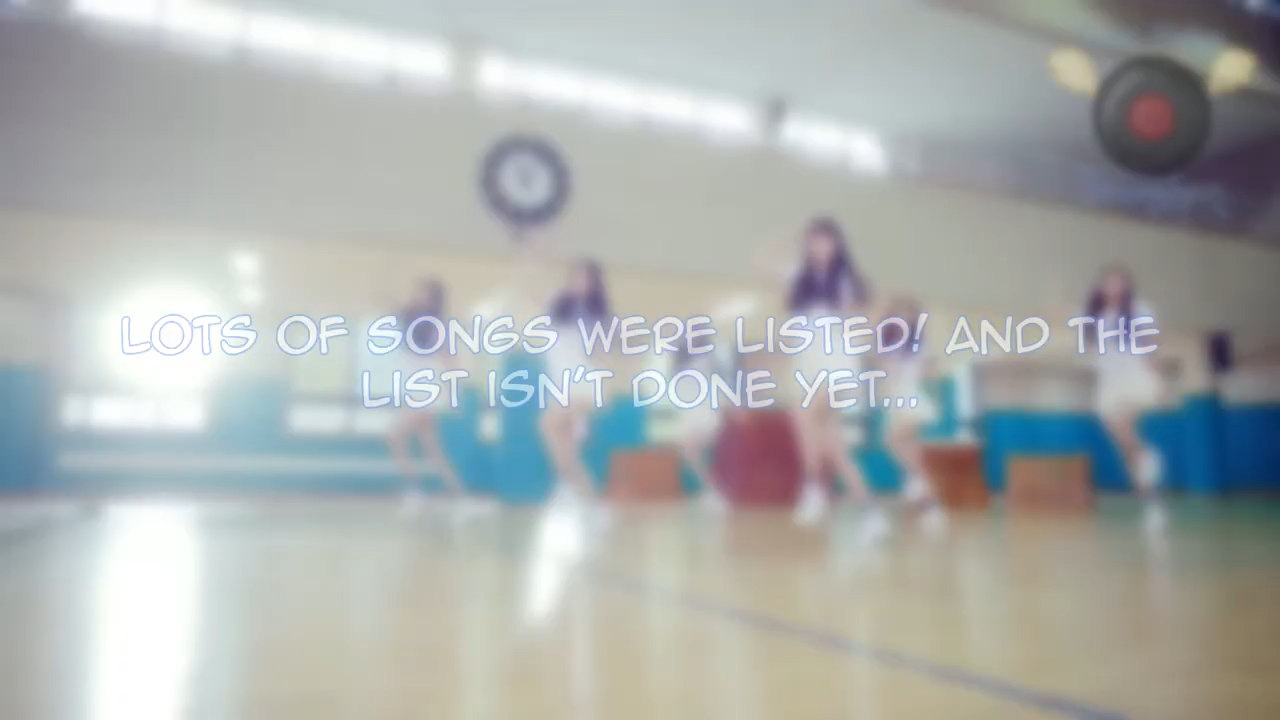 LOTS OF SONGS WERE LISTED! AND THE
LIST ISN'T DONE YET...